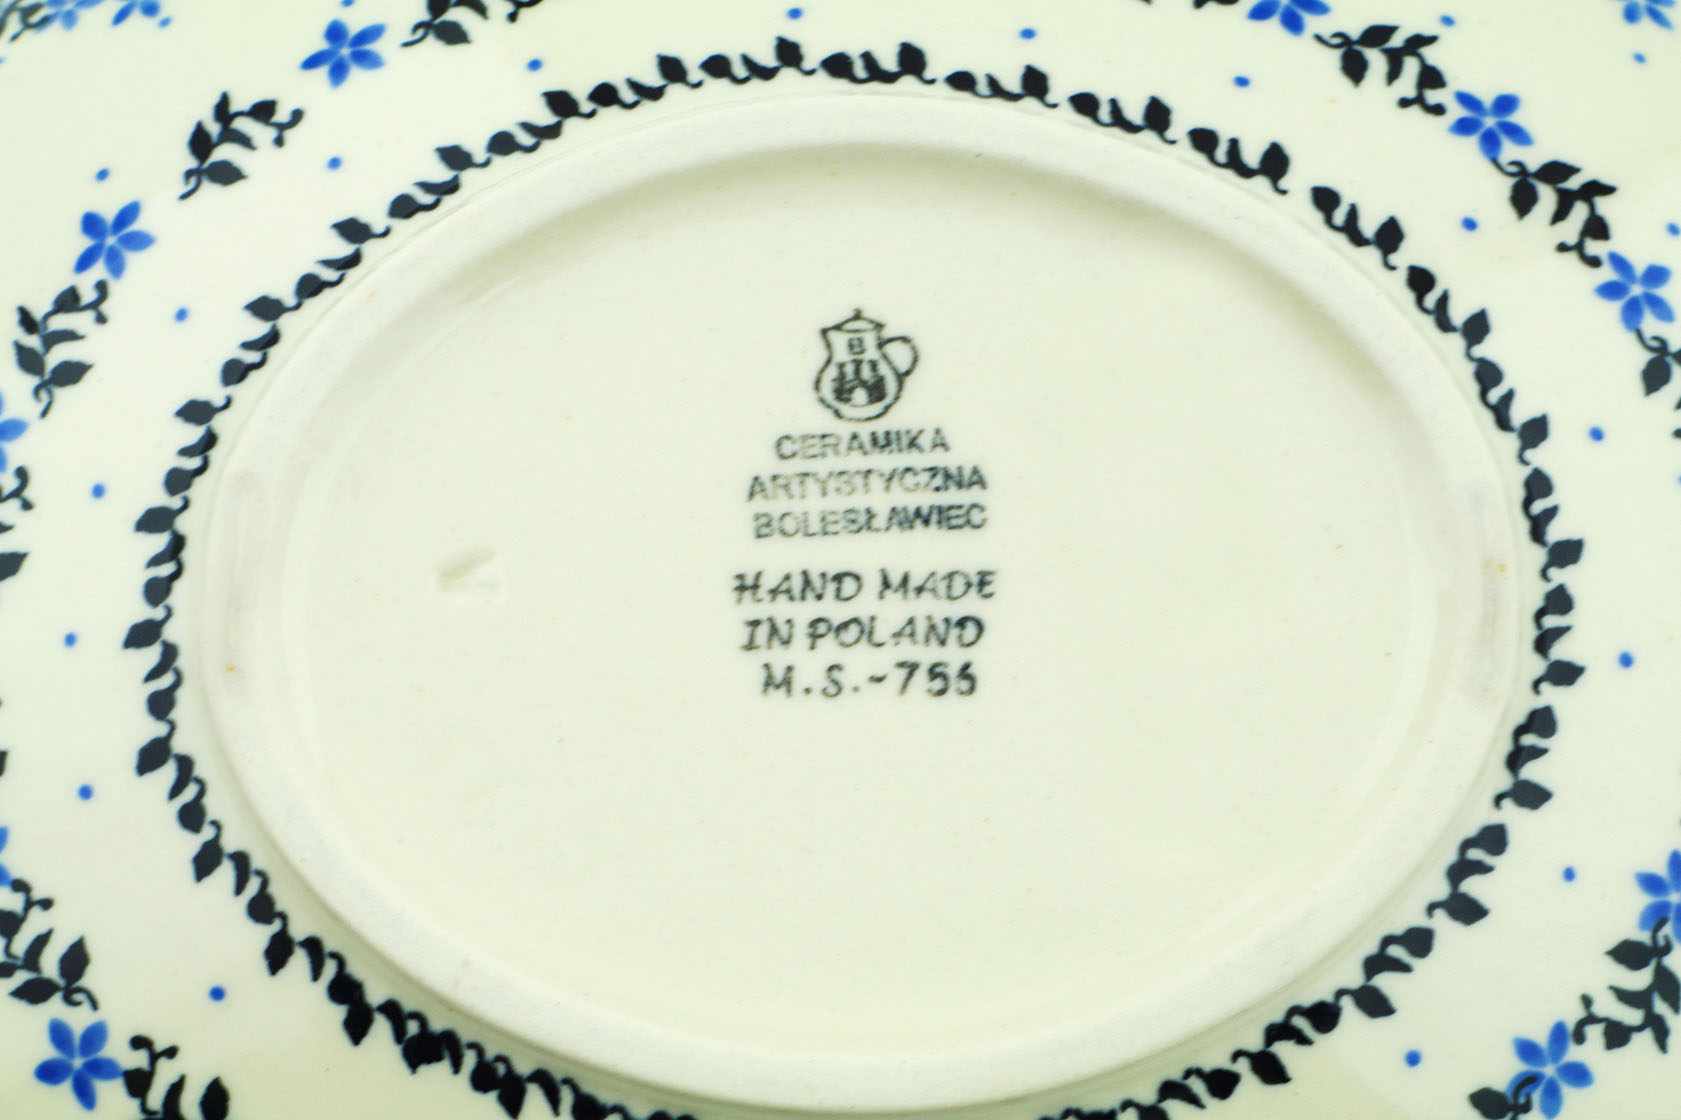 B
CERAMIKA
ARTYSTYCZNA
BOLESŁAWIEC
HAND MADE
IN POLAND
M.S.-756